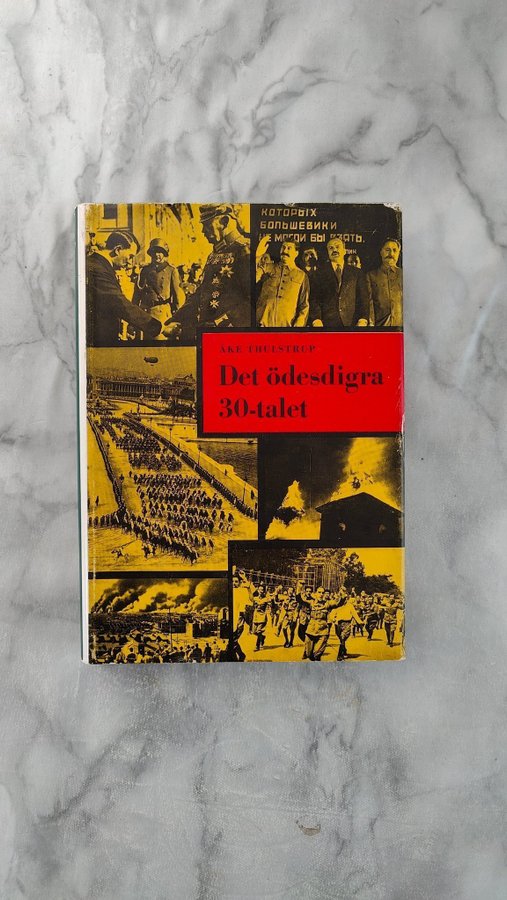 КОТОРЫХ
БОЛЬШЕВИКИ
НЕ МОГЛИ БЫ ВЗЯТЬ.
ÅKE THULSTRUP
Det ödesdigra
30-talet